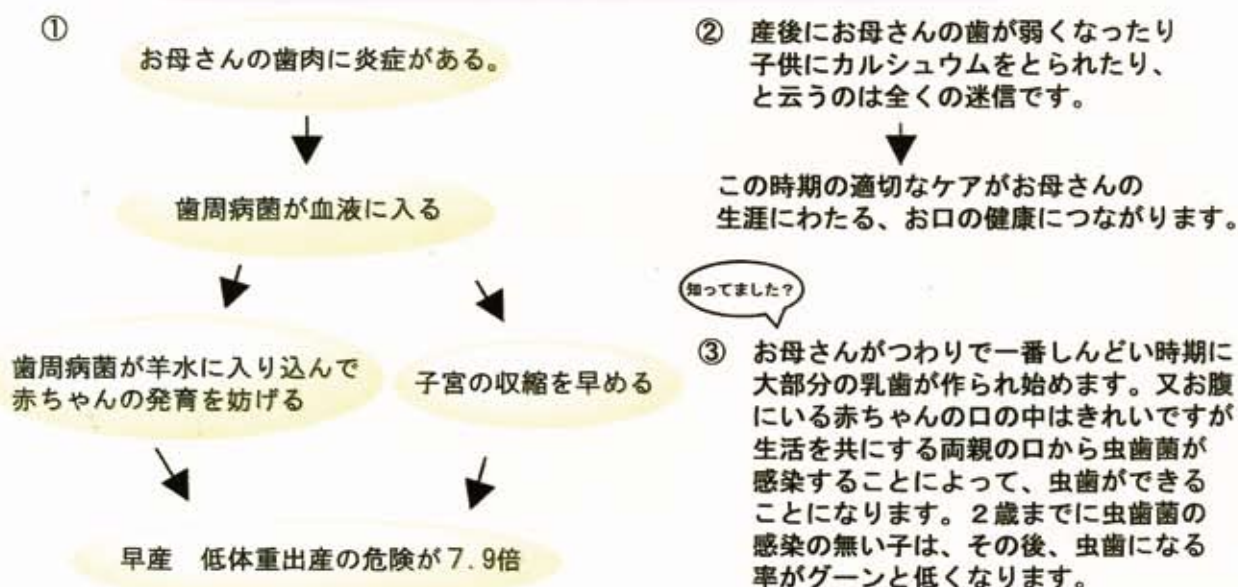 ①
お母さんの歯肉に炎症がある。
歯周病菌が血液に入る
歯周病菌が羊水に入り込んで
赤ちゃんの発育を妨げる
子宮の収縮を早める
早産　低体重出産の危険が７.９倍
② 産後にお母さんの歯が弱くなったり
子供にカルシュウムをとられたり、
と云うのは全くの迷信です。
この時期の適切なケアがお母さんの
生涯にわたる、お口の健康につながります。
知ってました？
③ お母さんがつわりで一番しんどい時期に
大部分の乳歯が作られ始めます。又お腹
にいる赤ちゃんの口の中はきれいですが
生活を共にする両親の口から虫歯菌が
感染することによって、虫歯ができる
ことになります。２歳までに虫歯菌の
感染の無い子は、その後、虫歯になる
率がグーンと低くなります。